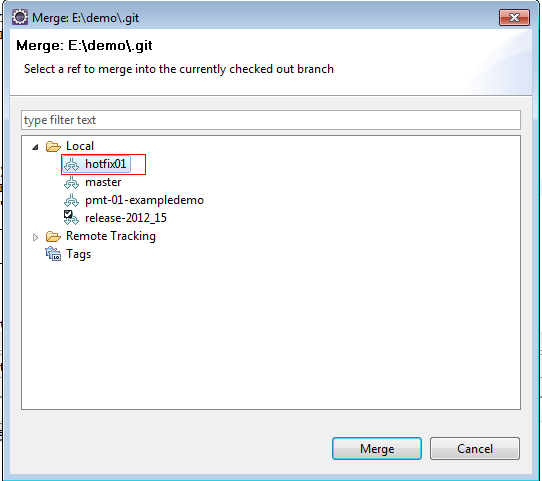 Merge: E:\demo\.git
Merge: E:\demo\.git
Select a ref to merge into the currently checked out branch
type filter text
Local
hotfix01
master
pmt-01-exampledemo
release-2012_15
Remote Tracking
Tags
Merge
Cancel